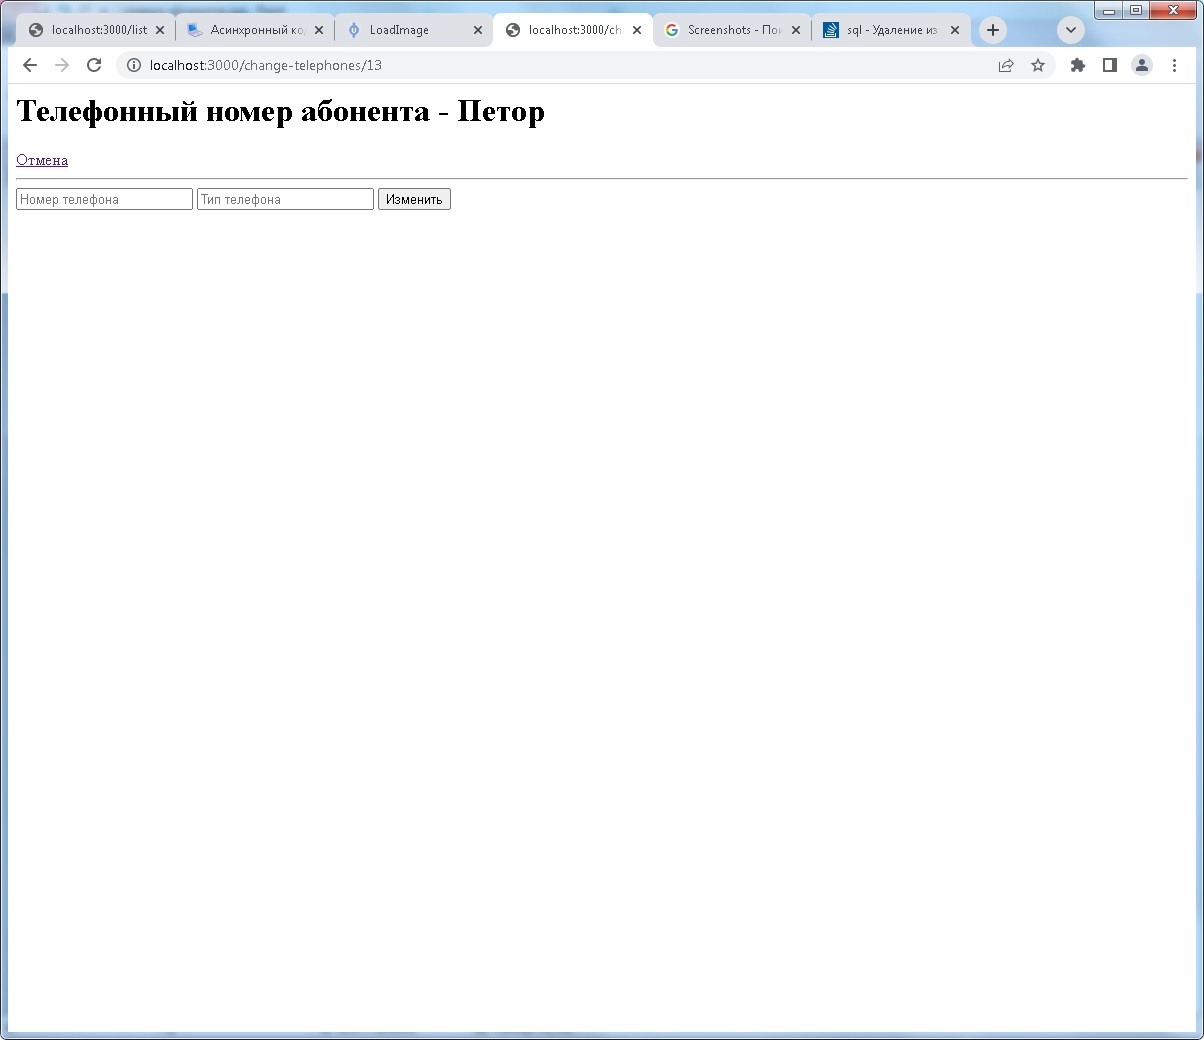 localhost:3000/list
Асинхронный ко
LoadImage
localhost:3000/ch
Screenshots - Пои
sql - Удаление из
localhost:3000/change-telephones/13
Телефонный номер абонента - Петор
Отмена
Номер телефона
Тип телефона
Изменить